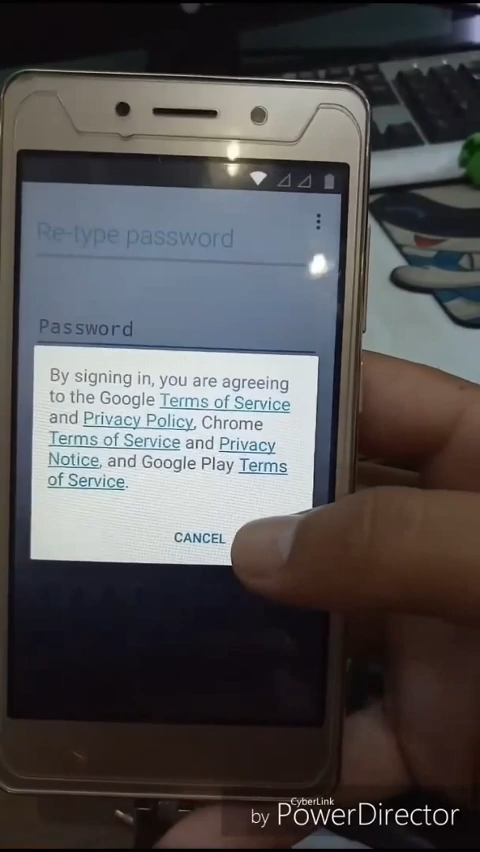 Re-type password
Password
By signing in, you are agreeing
to the Google Terms of Service
and Privacy Policy, Chrome
Terms of Service and Privacy
Notice, and Google Play Terms
of Service.
CANCEL
CyberLink
by PowerDirector